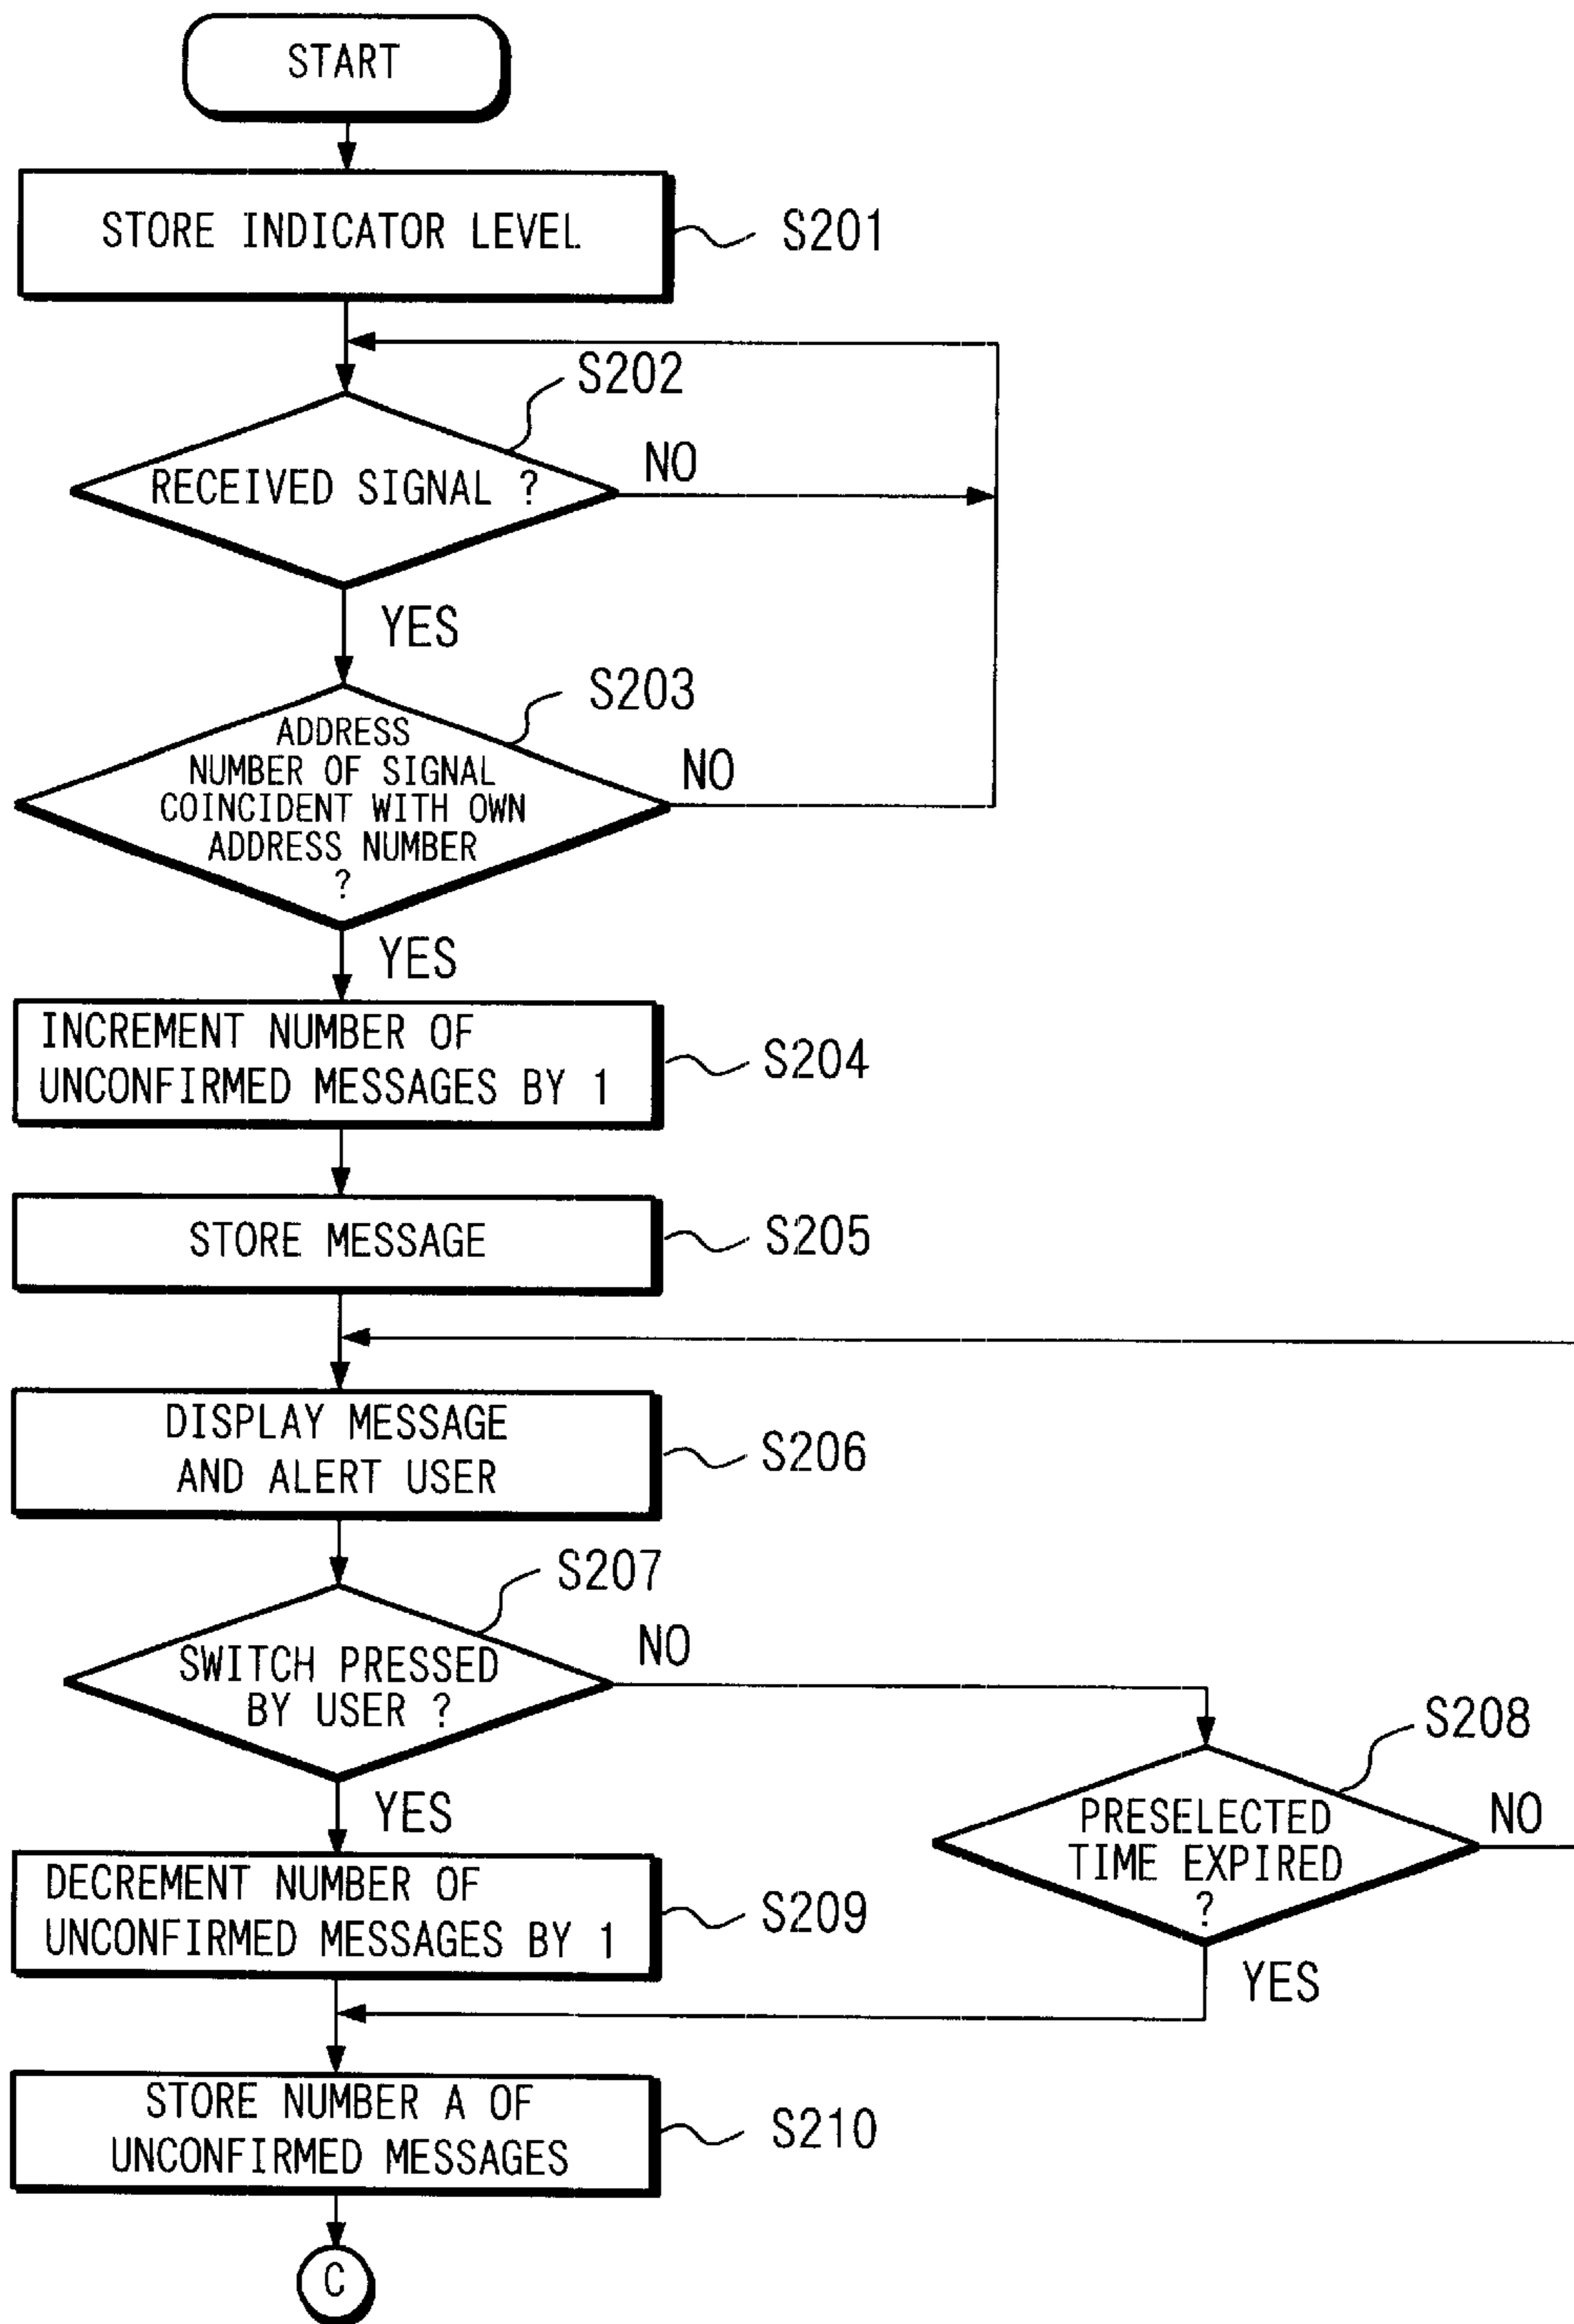 START
STORE INDICATOR LEVEL
S201
S202
RECEIVED SIGNAL ?
NO
YES
S203
ADDRESS
NUMBER OF SIGNAL
COINCIDENT WITH OWN
ADDRESS NUMBER
?
NO
YES
INCREMENT NUMBER OF
UNCONFIRMED MESSAGES BY 1
S204
STORE MESSAGE
S205
DISPLAY MESSAGE
AND ALERT USER
S206
S207
SWITCH PRESSED
BY USER ?
NO
YES
S208
PRESELECTED
TIME EXPIRED
?
NO
YES
DECREMENT NUMBER OF
UNCONFIRMED MESSAGES BY 1
S209
STORE NUMBER A OF
UNCONFIRMED MESSAGES
S210
C